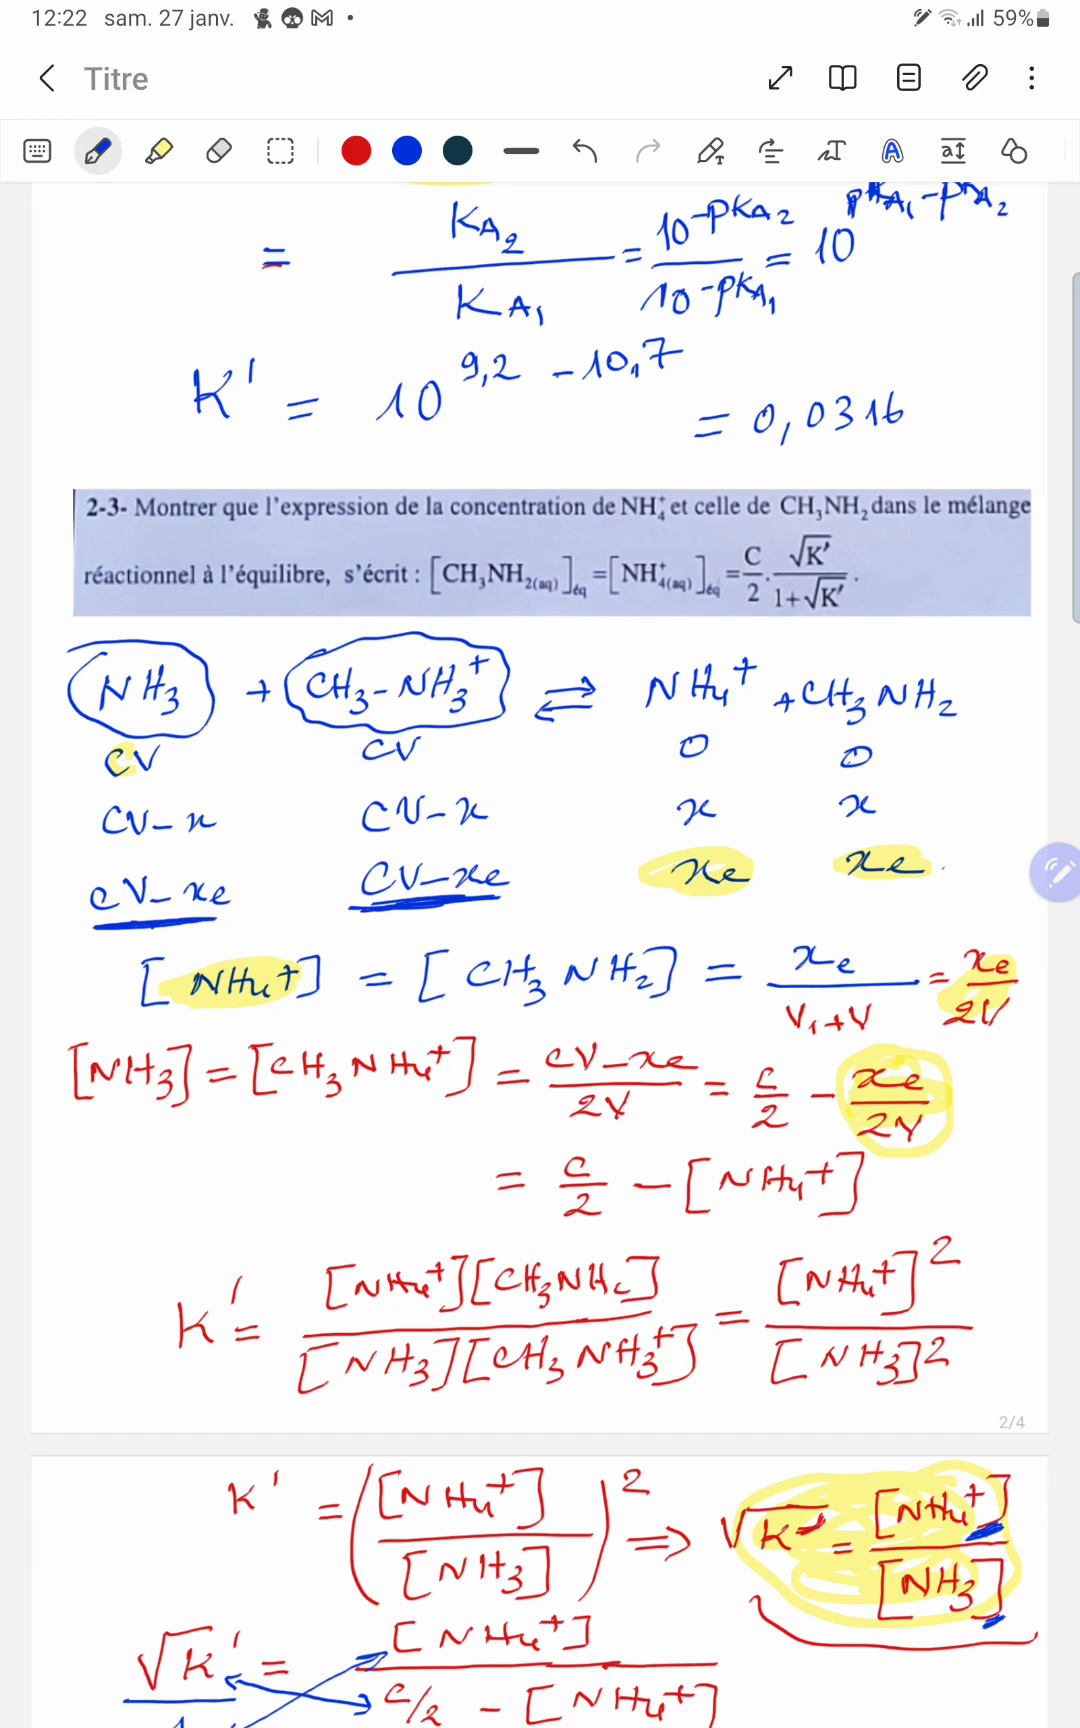 12:22 sam. 27 janv. 59%
Titre
= KA2 / KA1 = 10^-pKA2 / 10^-pKA1 = 10^pKA1-pKA2
K' = 10^9,2 -10,7 = 0,0316
2-3- Montrer que l'expression de la concentration de NH4+ et celle de CH3NH2 dans le mélange
réactionnel à l'équilibre, s'écrit : [CH3NH2(aq)]éq = [NH4+(aq)]éq = C/2 . √K'/1+√K' .
NH3 + CH3-NH3+ ⇌ NH4+ + CH3NH2
CV CV 0 0
CV-x CV-x x x
CV-xe CV-xe xe xe
[NH4+] = [CH3NH2] = xe / V1+V = xe / 2V
[NH3] = [CH3NH4+] = CV-xe / 2V = C/2 - xe/2V
= C/2 - [NH4+]
K' = [NH4+][CH3NH2] / [NH3][CH3NH3+] = [NH4+]^2 / [NH3]^2
2/4
K' = ([NH4+] / [NH3])^2 ⇒ √K' = [NH4+] / [NH3]
√K' = [NH4+] / C/2 - [NH4+]